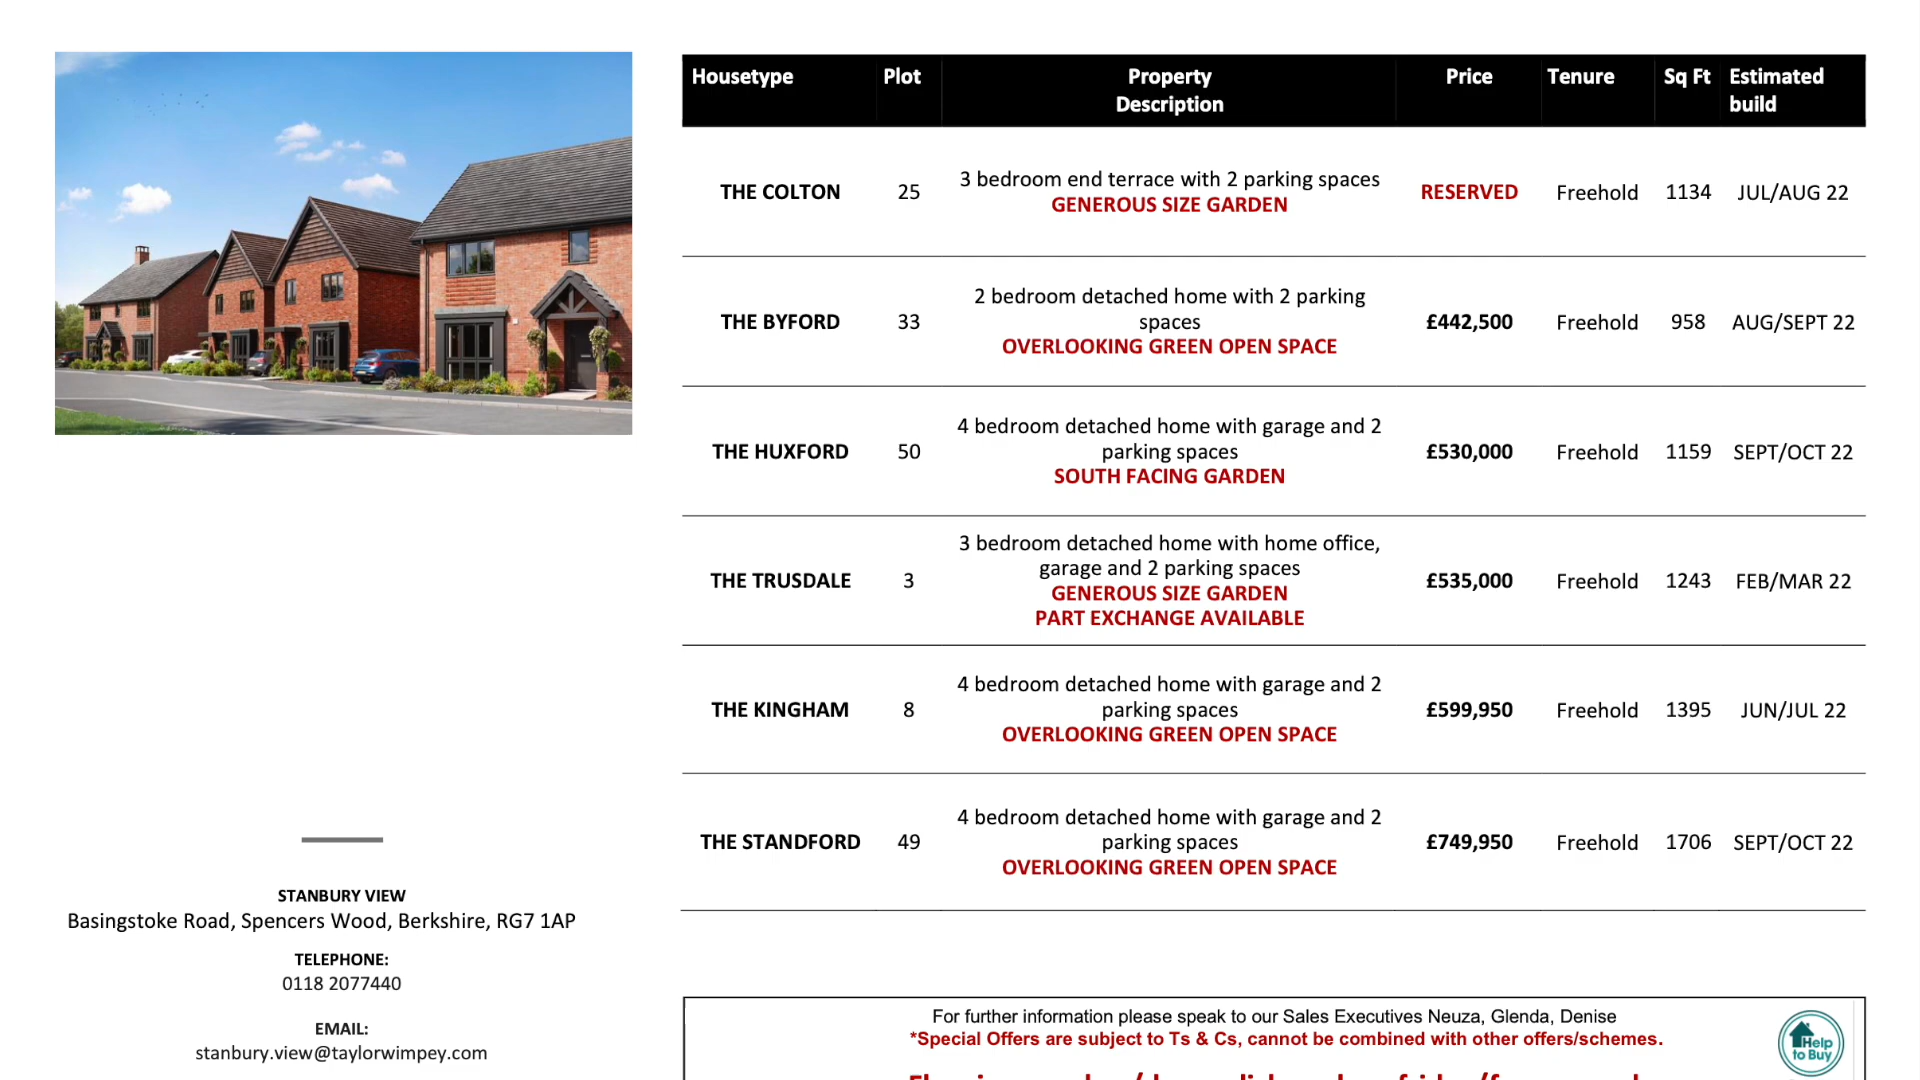 Housetype Plot Property Description Price Tenure Sq Ft Estimated build
THE COLTON 25 3 bedroom end terrace with 2 parking spaces RESERVED Freehold 1134 JUL/AUG 22
GENEROUS SIZE GARDEN
THE BYFORD 33 2 bedroom detached home with 2 parking £442,500 Freehold 958 AUG/SEPT 22
spaces
OVERLOOKING GREEN OPEN SPACE
THE HUXFORD 50 4 bedroom detached home with garage and 2 £530,000 Freehold 1159 SEPT/OCT 22
parking spaces
SOUTH FACING GARDEN
THE TRUSDALE 3 3 bedroom detached home with home office, £535,000 Freehold 1243 FEB/MAR 22
garage and 2 parking spaces
GENEROUS SIZE GARDEN
PART EXCHANGE AVAILABLE
THE KINGHAM 8 4 bedroom detached home with garage and 2 £599,950 Freehold 1395 JUN/JUL 22
parking spaces
OVERLOOKING GREEN OPEN SPACE
THE STANDFORD 49 4 bedroom detached home with garage and 2 £749,950 Freehold 1706 SEPT/OCT 22
parking spaces
OVERLOOKING GREEN OPEN SPACE
STANBURY VIEW
Basingstoke Road, Spencers Wood, Berkshire, RG7 1AP
TELEPHONE:
0118 2077440
EMAIL:
stanbury.view@taylorwimpey.com
For further information please speak to our Sales Executives Neuza, Glenda, Denise
*Special Offers are subject to Ts & Cs, cannot be combined with other offers/schemes.
Help
to Buy